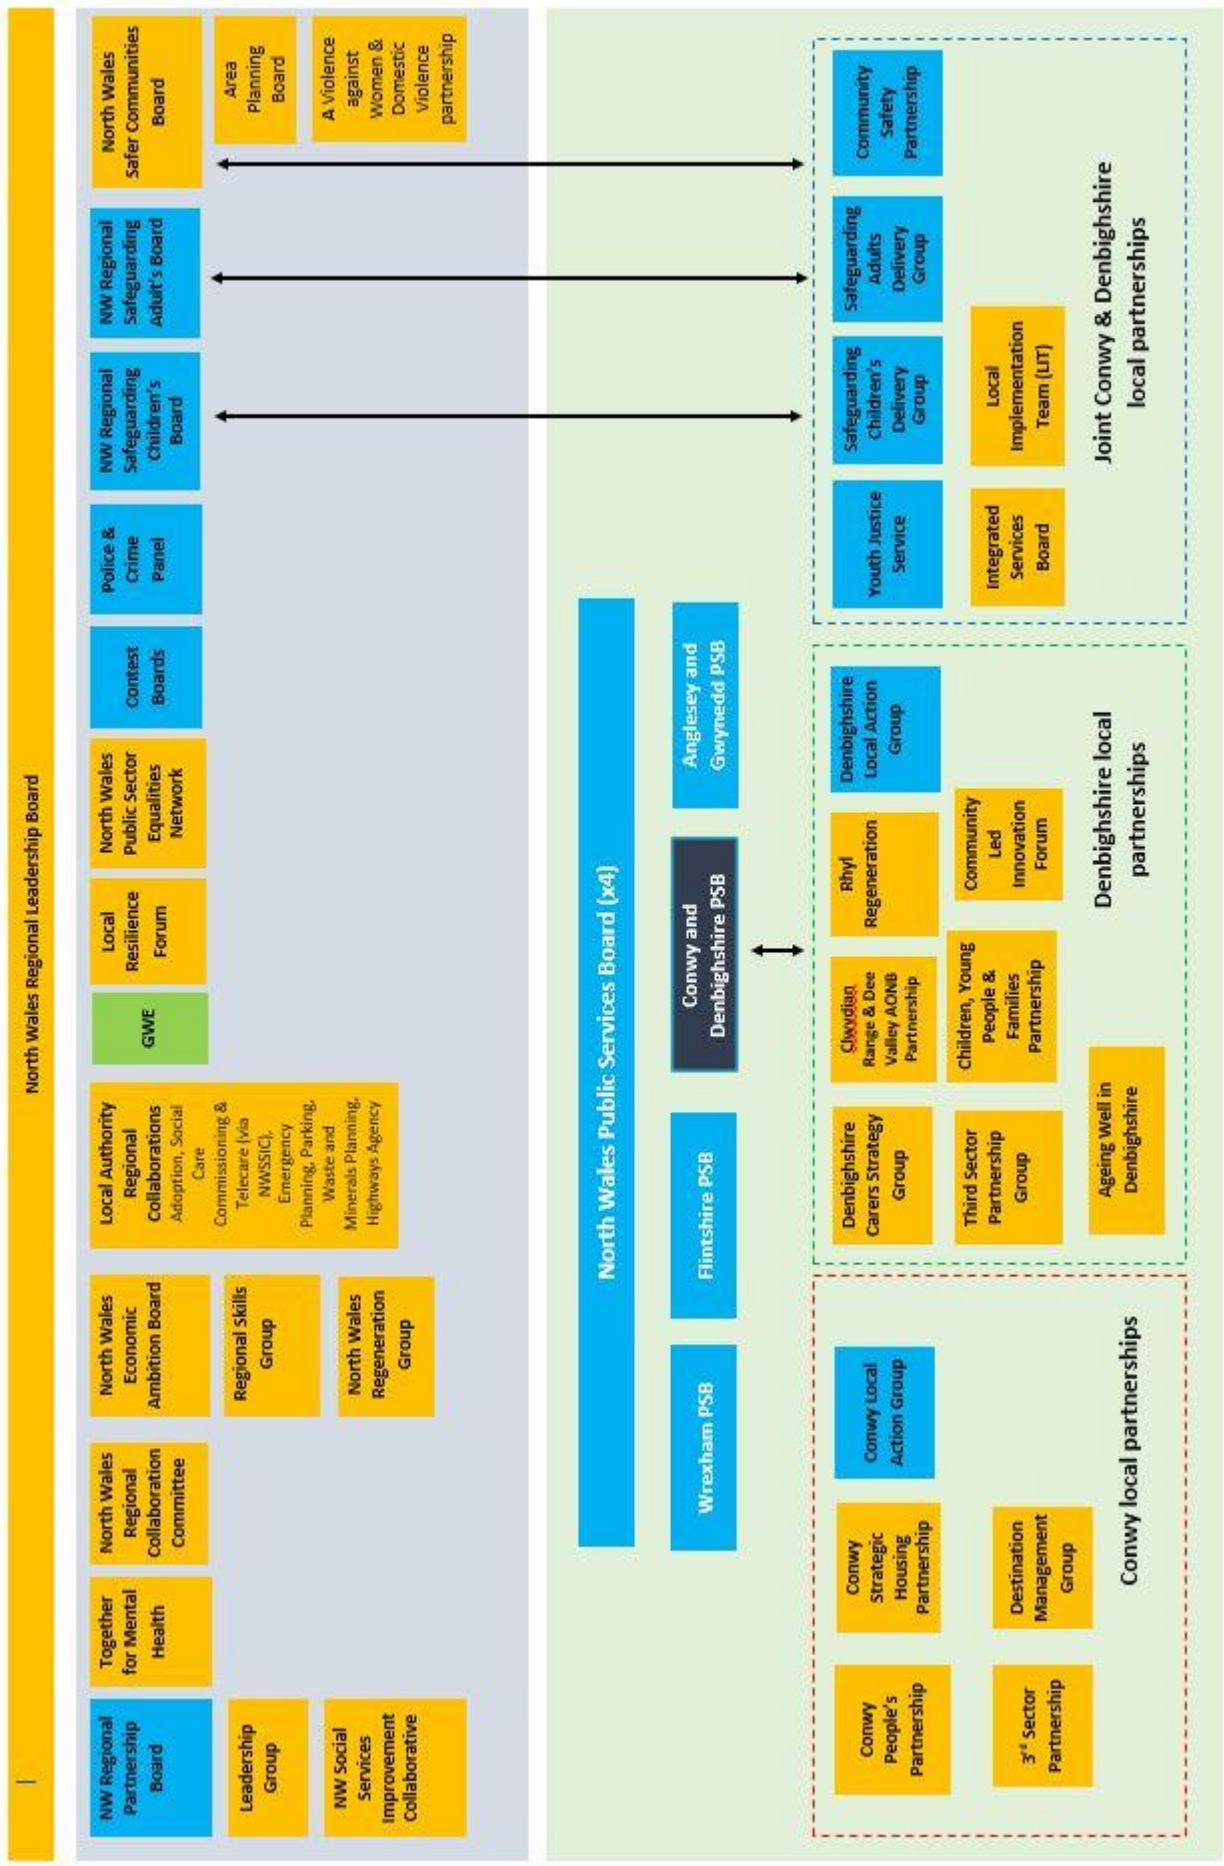 North Wales Regional Leadership Board
NW Regional
Partnership
Board
Leadership
Group
NW Social
Services
Improvement
Collaborative
Together
for Mental
Health
North Wales
Regional
Collaboration
Committee
North Wales
Economic
Ambition Board
Regional Skills
Group
North Wales
Regeneration
Group
Local Authority
Regional
Collaborations
Adoption, Social
Care
Commissioning &
Telecare (via
NWSSIC),
Emergency
Planning, Parking,
Waste and
Minerals Planning,
Highways Agency
GWE
Local
Resilience
Forum
North Wales
Public Sector
Equalities
Network
Contest
Boards
Police &
Crime
Panel
NW Regional
Safeguarding
Children's
Board
NW Regional
Safeguarding
Aduit's Board
North Wales
Safer Communities
Board
Area
Planning
Board
A Violence
against
Women &
Domestic
Violence
partnership
North Wales Public Services Board (x4)
Wrexham PSB
Flintshire PSB
Conwy and
Denbighshire PSB
Anglesey and
Gwynedd PSB
Conwy
People's
Partnership
Conwy
Strategic
Housing
Partnership
Conwy Local
Action Group
3rd Sector
Partnership
Destination
Management
Group
Conwy local partnerships
Denbighshire
Carers Strategy
Group
Clwydian
Range & Dee
Valley AONB
Partnership
Rhyl
Regeneration
Denbighshire
Local Action
Group
Third Sector
Partnership
Group
Children, Young
People &
Families
Partnership
Community
Led
Innovation
Forum
Ageing Well in
Denbighshire
Denbighshire local
partnerships
Youth Justice
Service
Safeguarding
Children's
Delivery
Group
Safeguarding
Adults
Delivery
Group
Community
Safety
Partnership
Integrated
Services
Board
Local
Implementation
Team (LIT)
Joint Conwy & Denbighshire
local partnerships